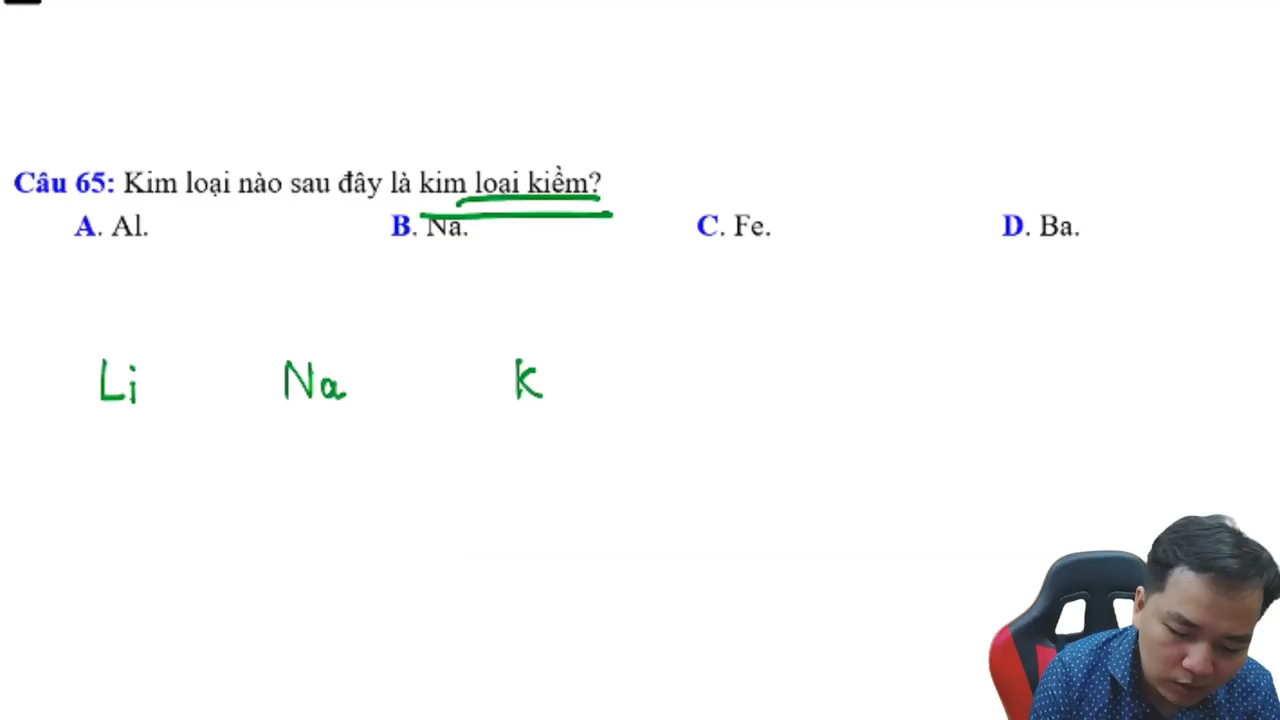 Câu 65: Kim loại nào sau đây là kim loại kiềm?
A. Al. B. Na. C. Fe. D. Ba.
Li Na K